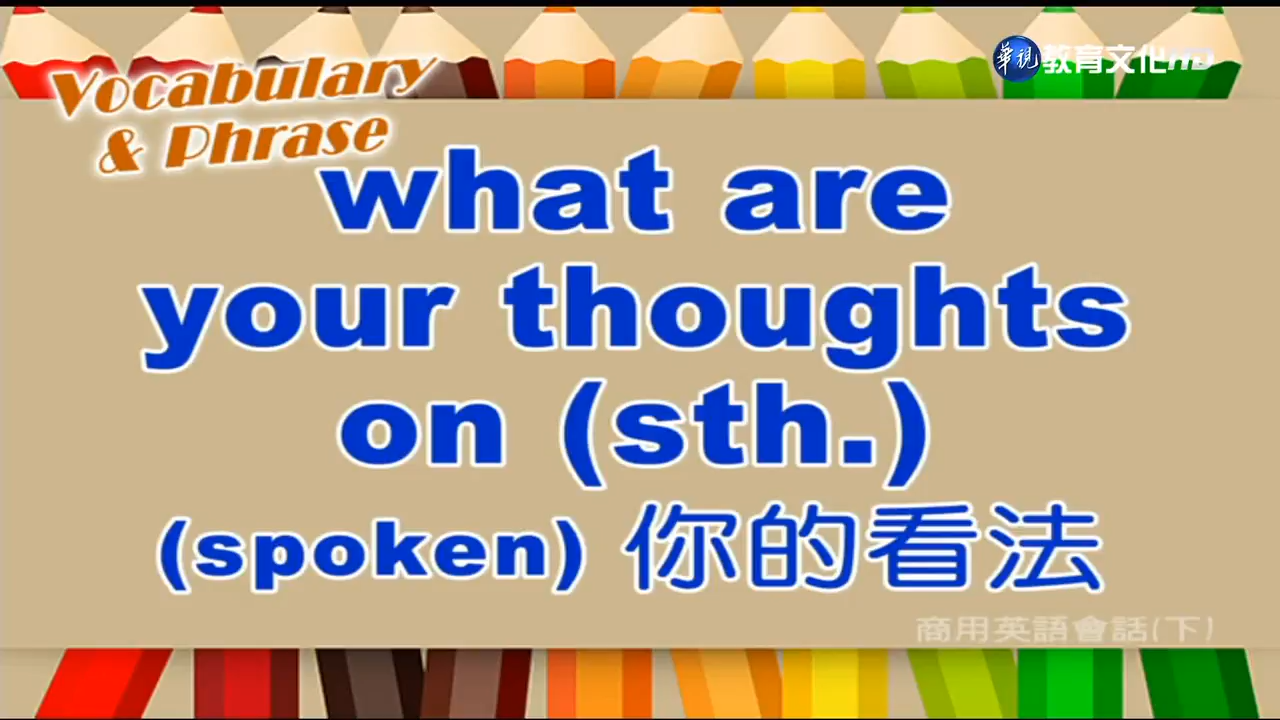 華視 教育文化HD
Vocabulary
& Phrase
what are
your thoughts
on (sth.)
(spoken) 你的看法
商用英語會話(下)